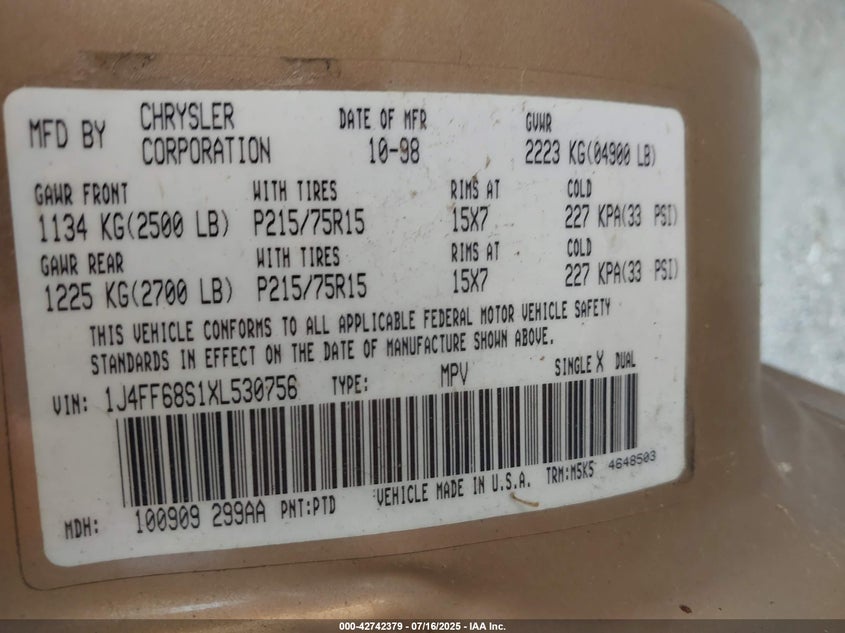 MFD BY CHRYSLER CORPORATION DATE OF MFR 10-98 GVWR 2223 KG(04900 LB)
GAWR FRONT WITH TIRES RIMS AT COLD
1134 KG(2500 LB) P215/75R15 15X7 227 KPA(33 PSI)
GAWR REAR WITH TIRES RIMS AT COLD
1225 KG(2700 LB) P215/75R15 15X7 227 KPA(33 PSI)
THIS VEHICLE CONFORMS TO ALL APPLICABLE FEDERAL MOTOR VEHICLE SAFETY
STANDARDS IN EFFECT ON THE DATE OF MANUFACTURE SHOWN ABOVE.
VIN: 1J4FF68S1XL530756 TYPE: MPV SINGLE X DUAL
MDH: 100909 299AA PNT:PTD VEHICLE MADE IN U.S.A. TRM:M5K5 4648503
000-42742379 - 07/16/2025 - IAA Inc.